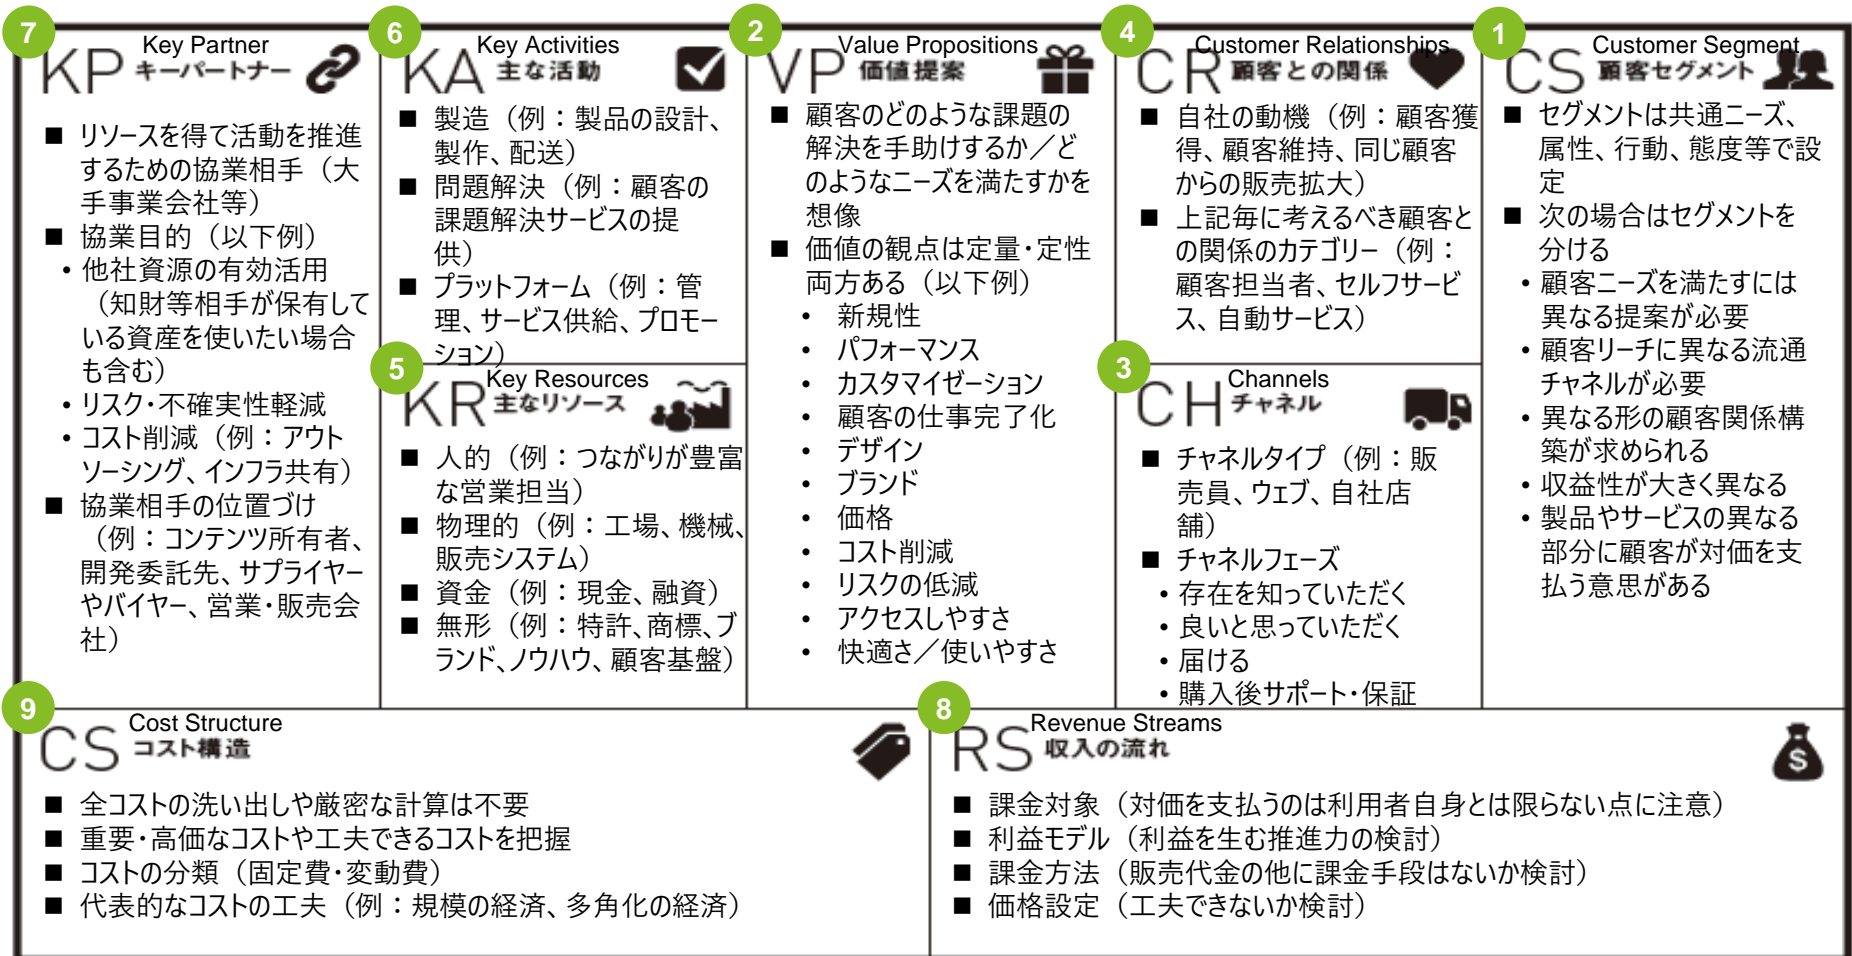 7
KP
Key Partner
キーパートナー
■ リソースを得て活動を推進
するための協業相手（大
手事業会社等）
■ 協業目的（以下例）
• 他社資源の有効活用
（知財等相手が保有して
いる資産を使いたい場合
も含む）
• リスク・不確実性軽減
• コスト削減（例：アウト
ソーシング、インフラ共有）
■ 協業相手の位置づけ
（例：コンテンツ所有者、
開発委託先、サプライヤー
やバイヤー、営業・販売会
社）
6
KA
Key Activities
主な活動
■ 製造（例：製品の設計、
製作、配送）
■ 問題解決（例：顧客の
課題解決サービスの提
供）
■ プラットフォーム（例：管
理、サービス供給、プロモー
ション）
5
KR
Key Resources
主なリソース
■ 人的（例：つながりが豊富
な営業担当）
■ 物理的（例：工場、機械、
販売システム）
■ 資金（例：現金、融資）
■ 無形（例：特許、商標、ブ
ランド、ノウハウ、顧客基盤）
2
VP
Value Propositions
価値提案
■ 顧客のどのような課題の
解決を手助けするか／ど
のようなニーズを満たすかを
想像
■ 価値の観点は定量・定性
両方ある（以下例）
• 新規性
• パフォーマンス
• カスタマイゼーション
• 顧客の仕事完了化
• デザイン
• ブランド
• 価格
• コスト削減
• リスクの低減
• アクセスしやすさ
• 快適さ／使いやすさ
4
CR
Customer Relationships
顧客との関係
■ 自社の動機（例：顧客獲
得、顧客維持、同じ顧客
からの販売拡大）
■ 上記毎に考えるべき顧客と
の関係のカテゴリー（例：
顧客担当者、セルフサービ
ス、自動サービス）
3
CH
Channels
チャネル
■ チャネルタイプ（例：販
売員、ウェブ、自社店
舗）
■ チャネルフェーズ
• 存在を知っていただく
• 良いと思っていただく
• 届ける
• 購入後サポート・保証
1
CS
Customer Segment
顧客セグメント
■ セグメントは共通ニーズ、
属性、行動、態度等で設
定
■ 次の場合はセグメントを
分ける
• 顧客ニーズを満たすには
異なる提案が必要
• 顧客リーチに異なる流通
チャネルが必要
• 異なる形の顧客関係構
築が求められる
• 収益性が大きく異なる
• 製品やサービスの異なる
部分に顧客が対価を支
払う意思がある
9
CS
Cost Structure
コスト構造
■ 全コストの洗い出しや厳密な計算は不要
■ 重要・高価なコストや工夫できるコストを把握
■ コストの分類（固定費・変動費）
■ 代表的なコストの工夫（例：規模の経済、多角化の経済）
8
RS
Revenue Streams
収入の流れ
$
■ 課金対象（対価を支払うのは利用者自身とは限らない点に注意）
■ 利益モデル（利益を生む推進力の検討）
■ 課金方法（販売代金の他に課金手段はないか検討）
■ 価格設定（工夫できないか検討）